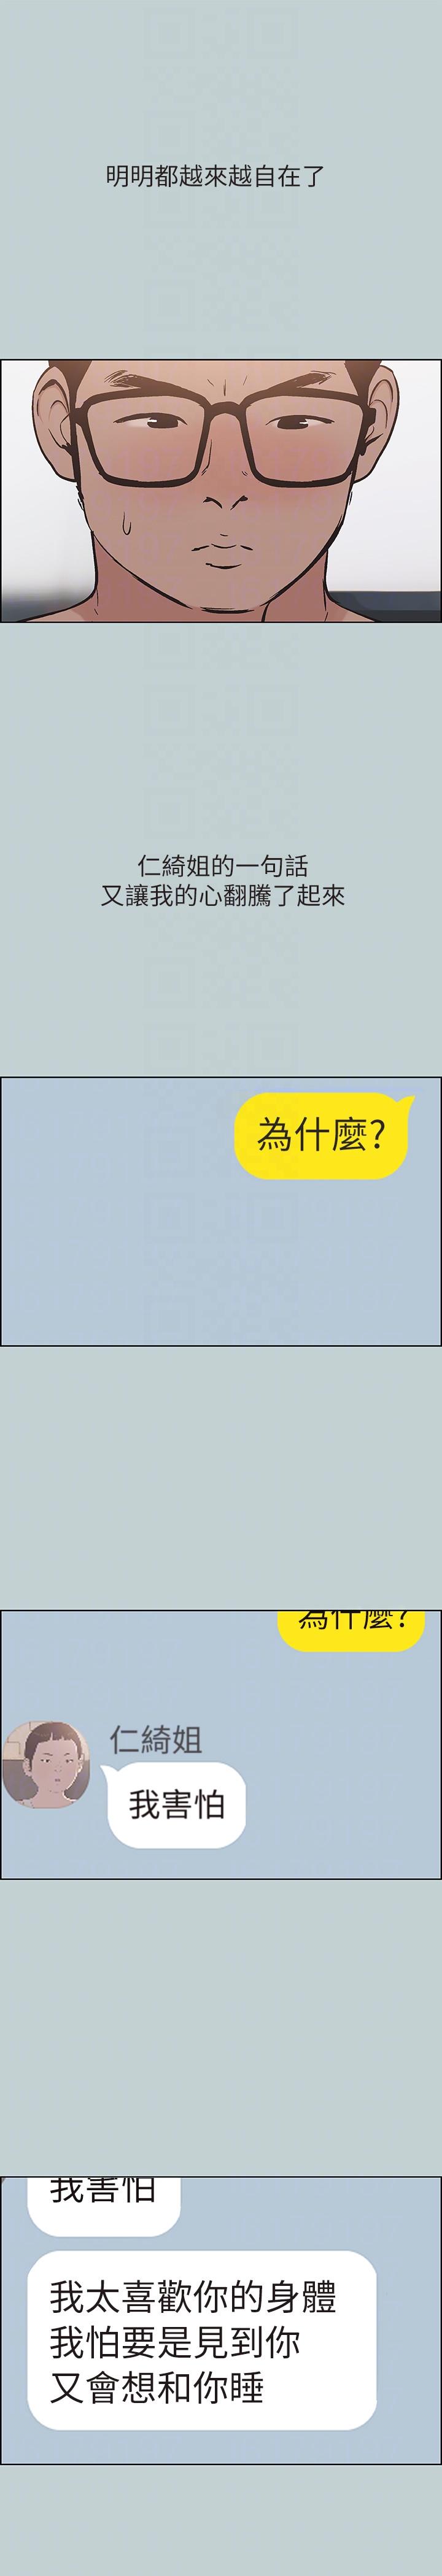 明明都越來越自在了
仁綺姐的一句話
又讓我的心翻騰了起來
為什麼?
為什麼?
仁綺姐
我害怕
我害怕
我太喜歡你的身體
我怕要是見到你
又會想和你睡